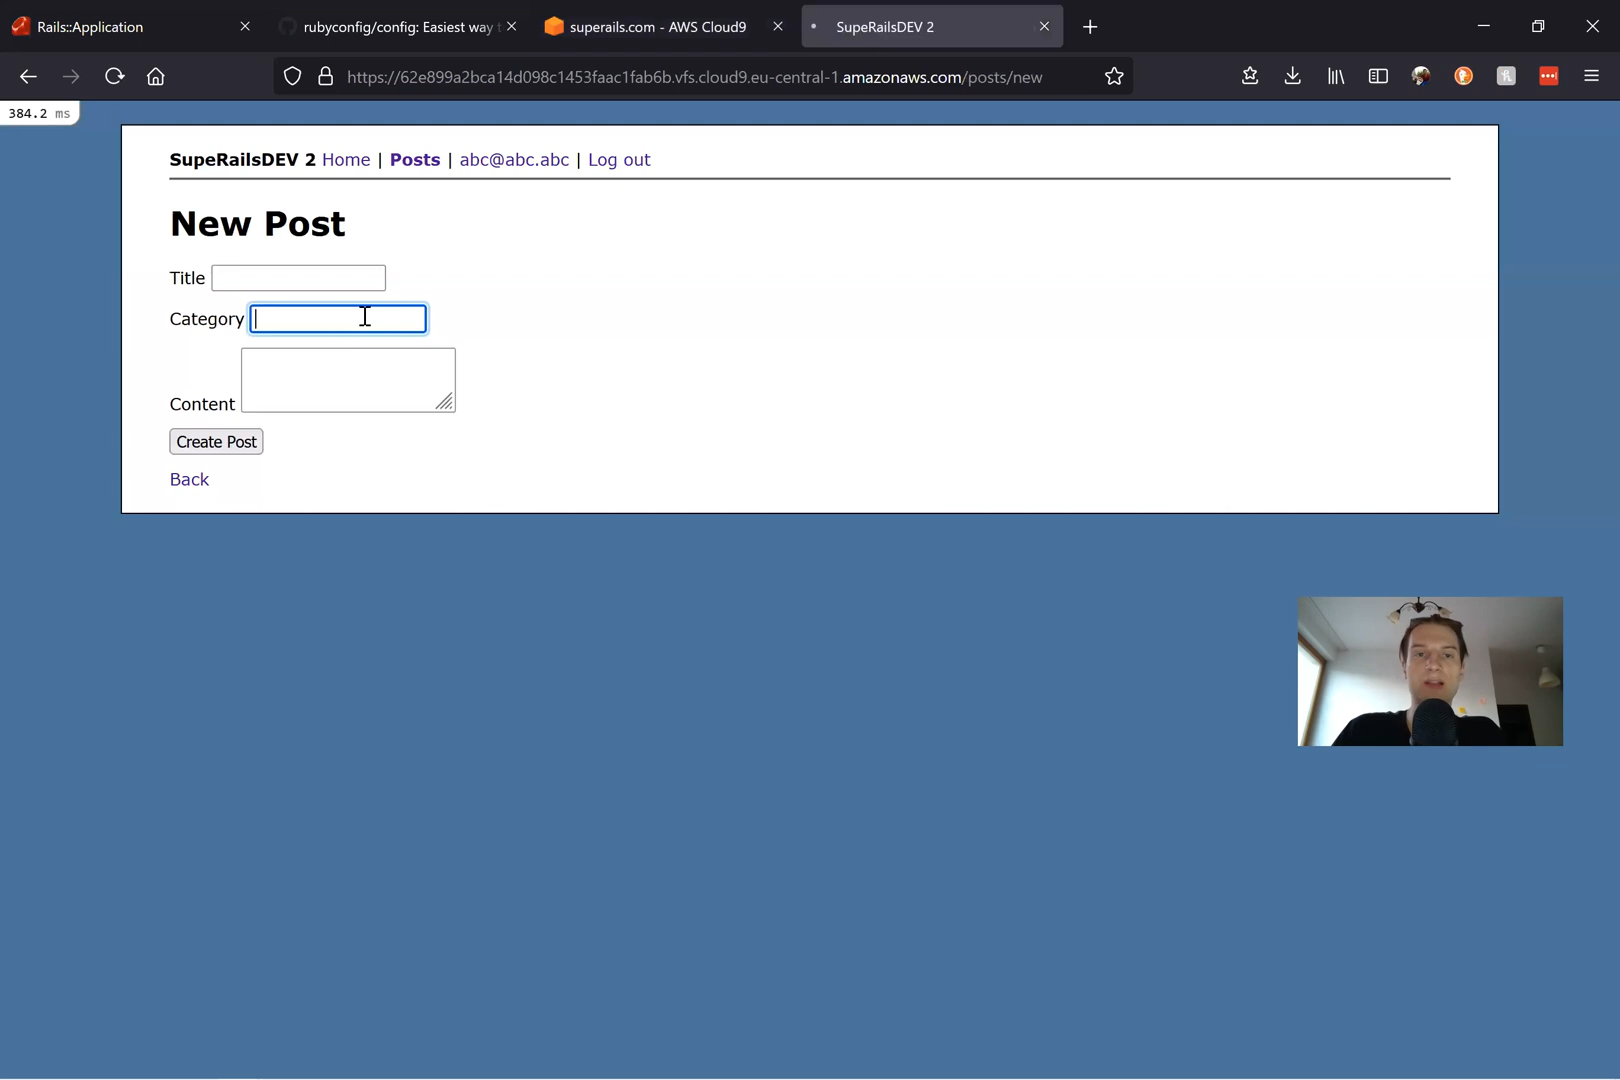 Rails::Application
rubyconfig/config: Easiest way t
superails.com - AWS Cloud9
SupeRailsDEV 2
https://62e899a2bca14d098c1453faac1fab6b.vfs.cloud9.eu-central-1.amazonaws.com/posts/new
384.2 ms
SupeRailsDEV 2 Home | Posts | abc@abc.abc | Log out
New Post
Title
Category
Content
Create Post
Back